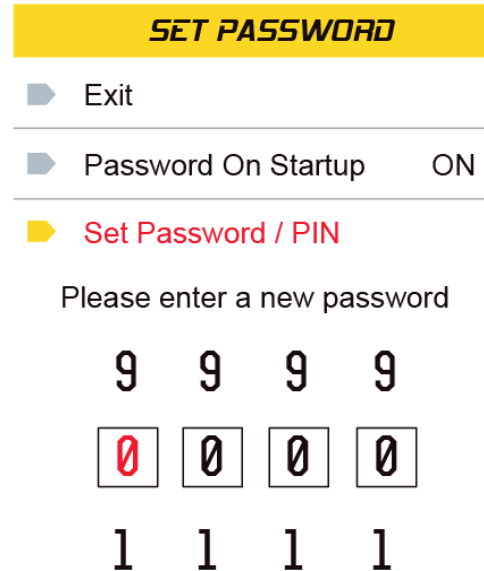 SET PASSWORD
Exit
Password On Startup ON
Set Password / PIN
Please enter a new password
9 9 9 9
0 0 0 0
1 1 1 1